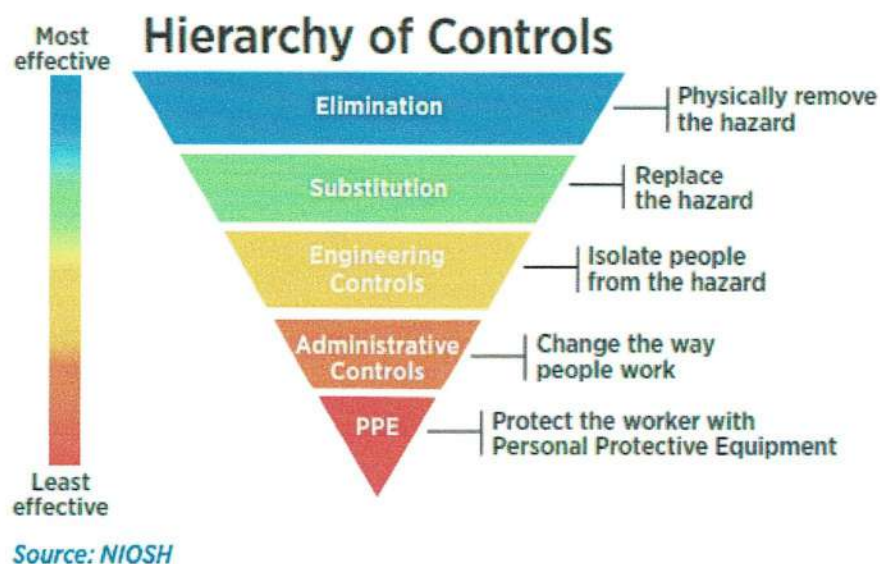 Hierarchy of Controls
Most
effective
Elimination
Physically remove
the hazard
Substitution
Replace
the hazard
Engineering
Controls
Isolate people
from the hazard
Administrative
Controls
Change the way
people work
PPE
Protect the worker with
Personal Protective Equipment
Least
effective
Source: NIOSH